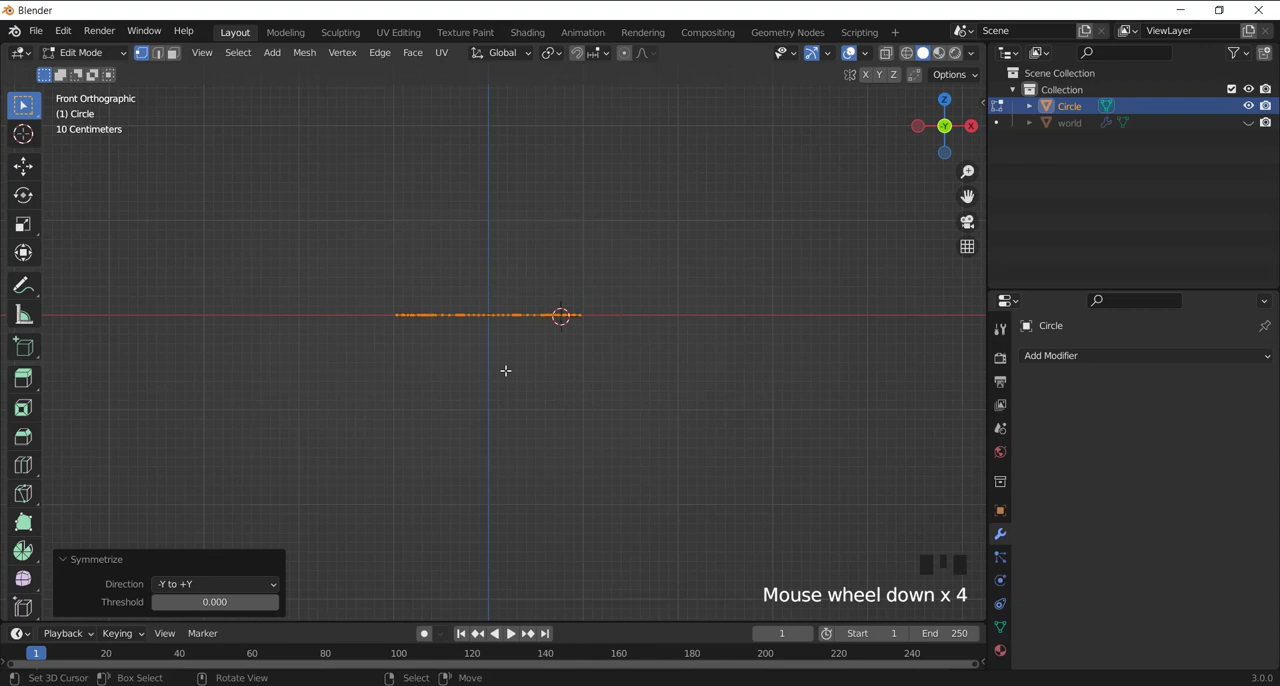 Blender
File Edit Render Window Help Layout Modeling Sculpting UV Editing Texture Paint Shading Animation Rendering Compositing Geometry Nodes Scripting + Scene ViewLayer
Edit Mode View Select Add Mesh Vertex Edge Face UV Global
X Y Z Options
Front Orthographic
(1) Circle
10 Centimeters
Z
-Y X
Scene Collection
Collection
Circle
world
Circle
Add Modifier
Symmetrize
Direction -Y to +Y
Threshold 0.000
Mouse wheel down x 4
Playback Keying View Marker 1 Start 1 End 250
1 20 40 60 80 100 120 140 160 180 200 220 240
Set 3D Cursor Box Select Rotate View Select Move 3.0.0